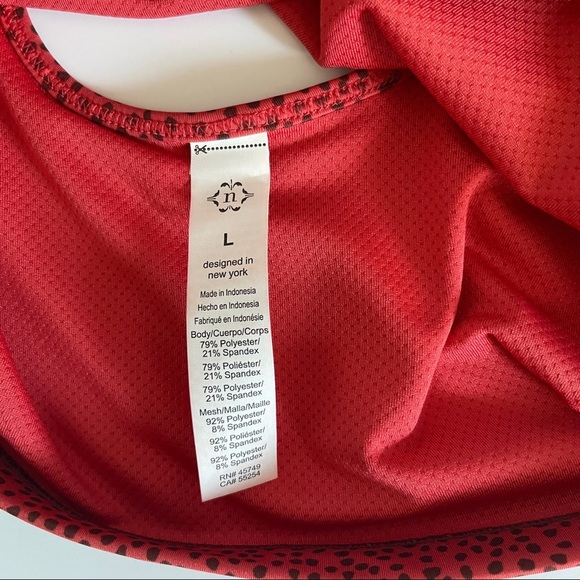 n
L
designed in
new york
Made in Indonesia
Hecho en Indonesia
Fabriqué en Indonésie
Body/Cuerpo/Corps
79% Polyester/
21% Spandex
79% Poliéster/
21% Spandex
79% Polyester/
21% Spandex
Mesh/Malla/Maille
92% Polyester/
8% Spandex
92% Poliéster/
8% Spandex
92% Polyester/
8% Spandex
RN# 45749
CA# 55254